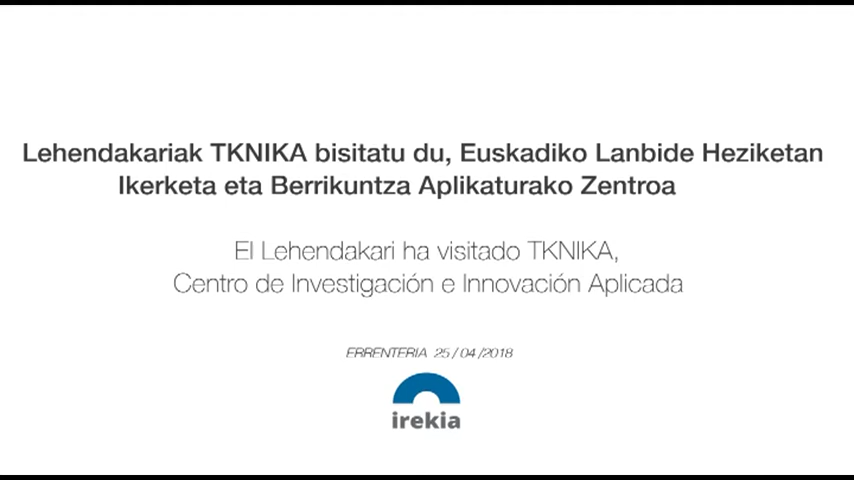 Lehendakariak TKNIKA bisitatu du, Euskadiko Lanbide Heziketan
Ikerketa eta Berrikuntza Aplikaturako Zentroa
El Lehendakari ha visitado TKNIKA,
Centro de Investigación e Innovación Aplicada
ERRENTERIA 25/04/2018
irekia